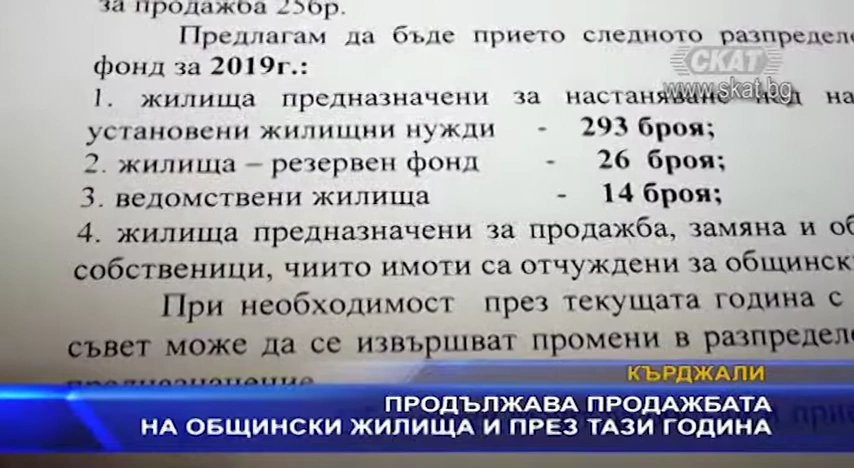 за продажба 25бр.
Предлагам да бъде прието следното
фонд за 2019г.:
СКАТ
www.skat.bg
1. жилища предназначени за настаняване на
установени жилищни нужди - 293 броя;
2. жилища – резервен фонд - 26 броя;
3. ведомствени жилища - 14 броя;
4. жилища предназначени за продажба, замяна и
собственици, чиито имоти са отчуждени за
При необходимост през текущата година с
съвет може да се извършват промени в
КЪРДЖАЛИ
ПРОДЪЛЖАВА ПРОДАЖБАТА
НА ОБЩИНСКИ ЖИЛИЩА И ПРЕЗ ТАЗИ ГОДИНА